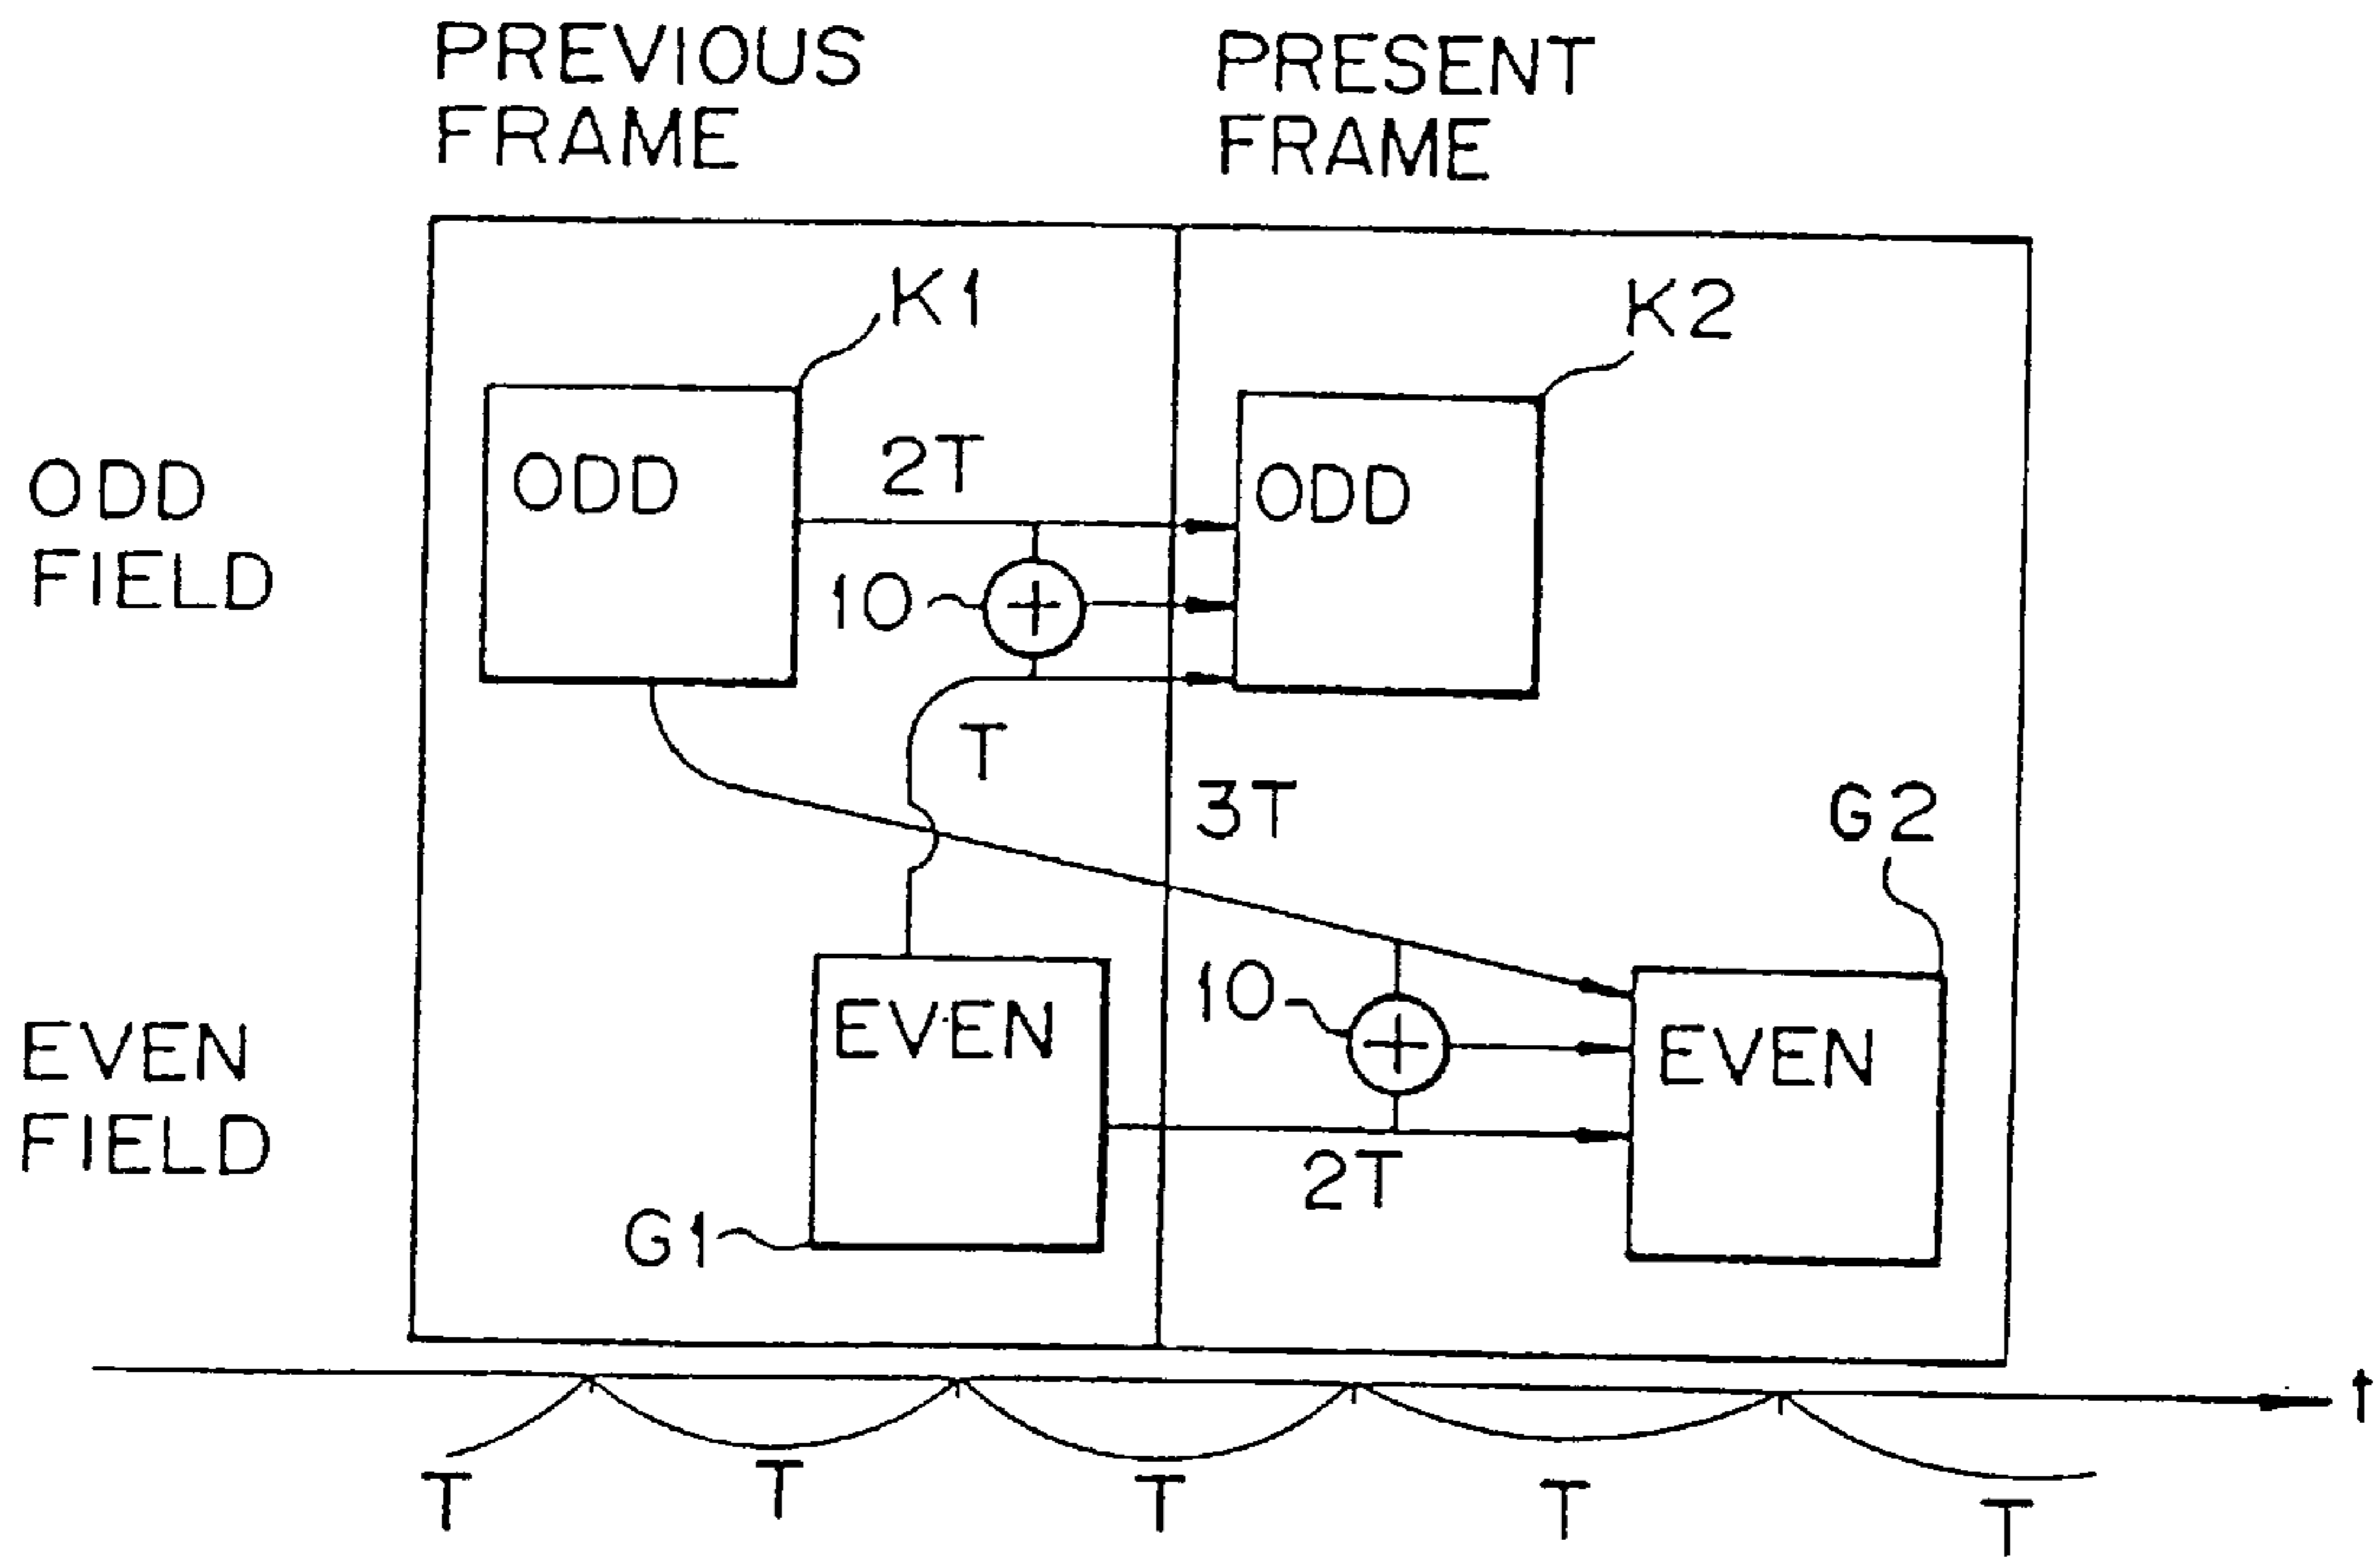 PREVIOUS
FRAME
PRESENT
FRAME
K1
K2
ODD
FIELD
ODD
2T
ODD
10
+
T
3T
G2
EVEN
FIELD
EVEN
10
+
EVEN
2T
G1
t
T
T
T
T
T